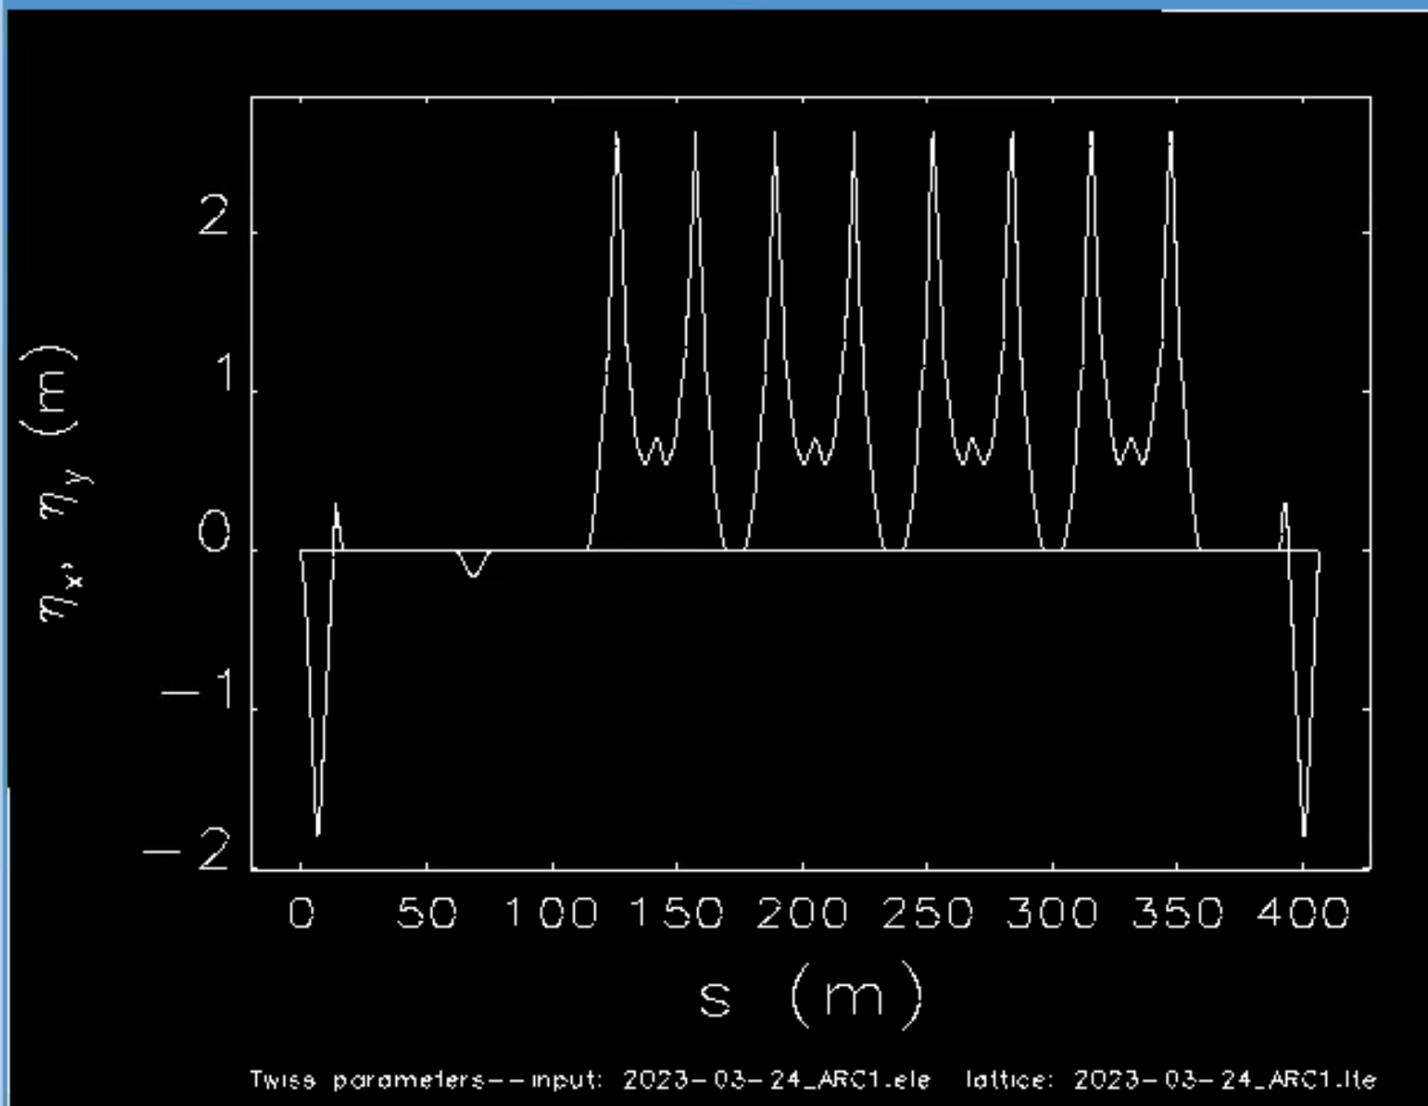 2
1
0
−1
−2
ηx, ηy (m)
0 50 100 150 200 250 300 350 400
s (m)
Twiss parameters--input: 2023-03-24_ARC1.ele lattice: 2023-03-24_ARC1.lte